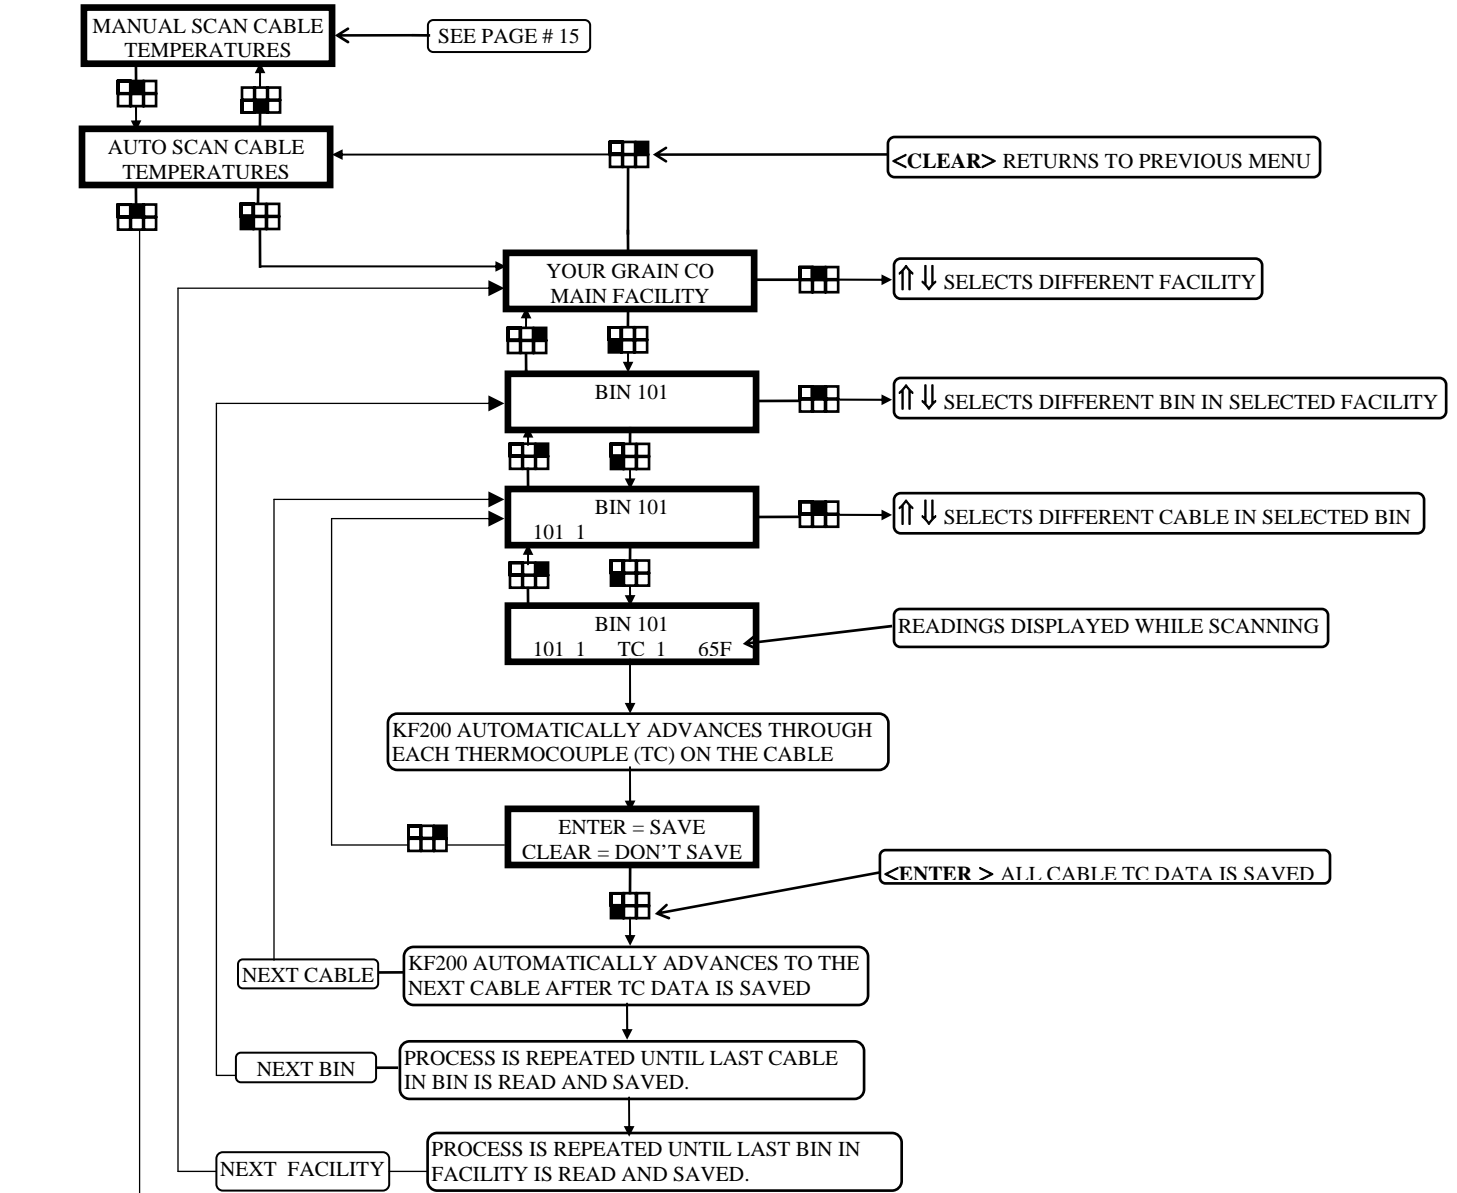 MANUAL SCAN CABLE
TEMPERATURES
SEE PAGE # 15
AUTO SCAN CABLE
TEMPERATURES
<CLEAR> RETURNS TO PREVIOUS MENU
YOUR GRAIN CO
MAIN FACILITY
⇑ ⇓ SELECTS DIFFERENT FACILITY
BIN 101
⇑ ⇓ SELECTS DIFFERENT BIN IN SELECTED FACILITY
BIN 101
101 1
⇑ ⇓ SELECTS DIFFERENT CABLE IN SELECTED BIN
BIN 101
101 1 TC 1 65F
READINGS DISPLAYED WHILE SCANNING
KF200 AUTOMATICALLY ADVANCES THROUGH
EACH THERMOCOUPLE (TC) ON THE CABLE
ENTER = SAVE
CLEAR = DON'T SAVE
<ENTER > ALL CABLE TC DATA IS SAVED
NEXT CABLE
KF200 AUTOMATICALLY ADVANCES TO THE
NEXT CABLE AFTER TC DATA IS SAVED
NEXT BIN
PROCESS IS REPEATED UNTIL LAST CABLE
IN BIN IS READ AND SAVED.
NEXT FACILITY
PROCESS IS REPEATED UNTIL LAST BIN IN
FACILITY IS READ AND SAVED.